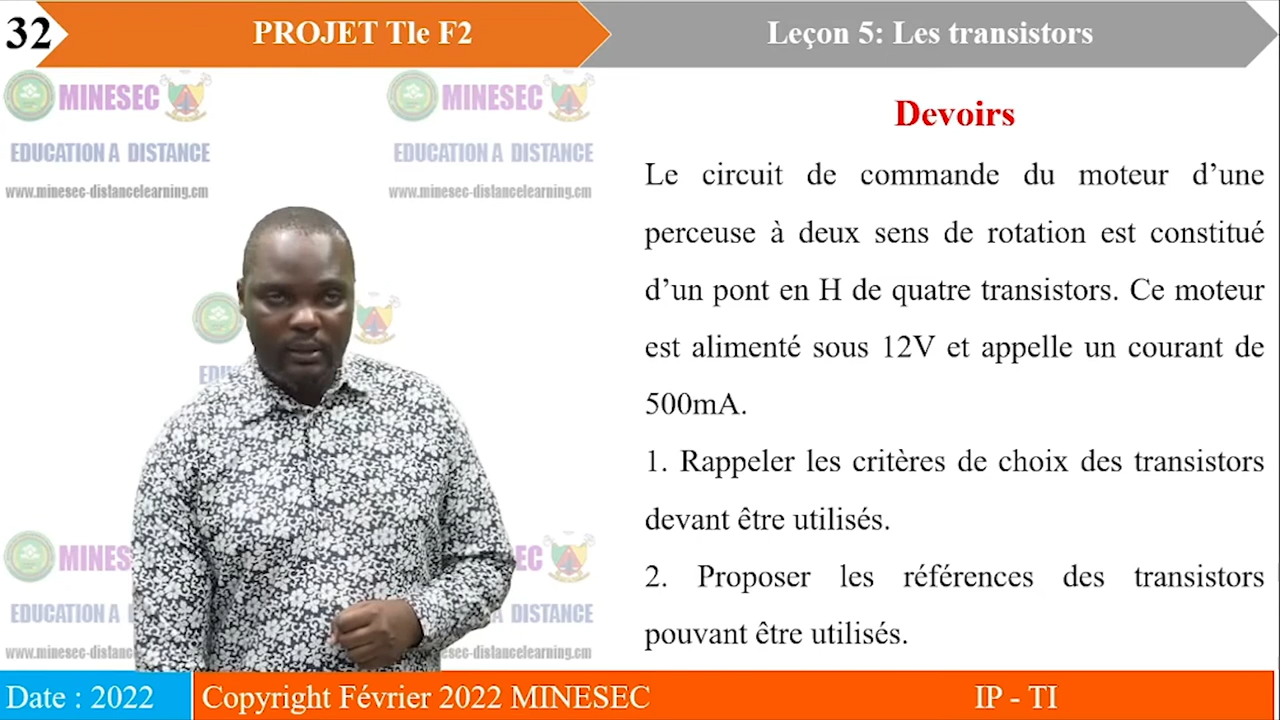 32
PROJET Tle F2
Leçon 5: Les transistors
MINESEC
MINESEC
EDUCATION A DISTANCE
EDUCATION A DISTANCE
www.minesec-distancelearning.cm
www.minesec-distancelearning.cm
Devoirs
Le circuit de commande du moteur d’une
perceuse à deux sens de rotation est constitué
d’un pont en H de quatre transistors. Ce moteur
est alimenté sous 12V et appelle un courant de
500mA.
1. Rappeler les critères de choix des transistors
devant être utilisés.
2. Proposer les références des transistors
pouvant être utilisés.
Date : 2022
Copyright Février 2022 MINESEC
IP - TI